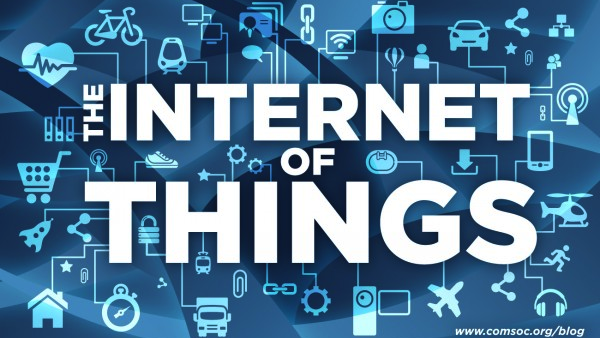 THE INTERNET
OF
THINGS
www.comsoc.org/blog